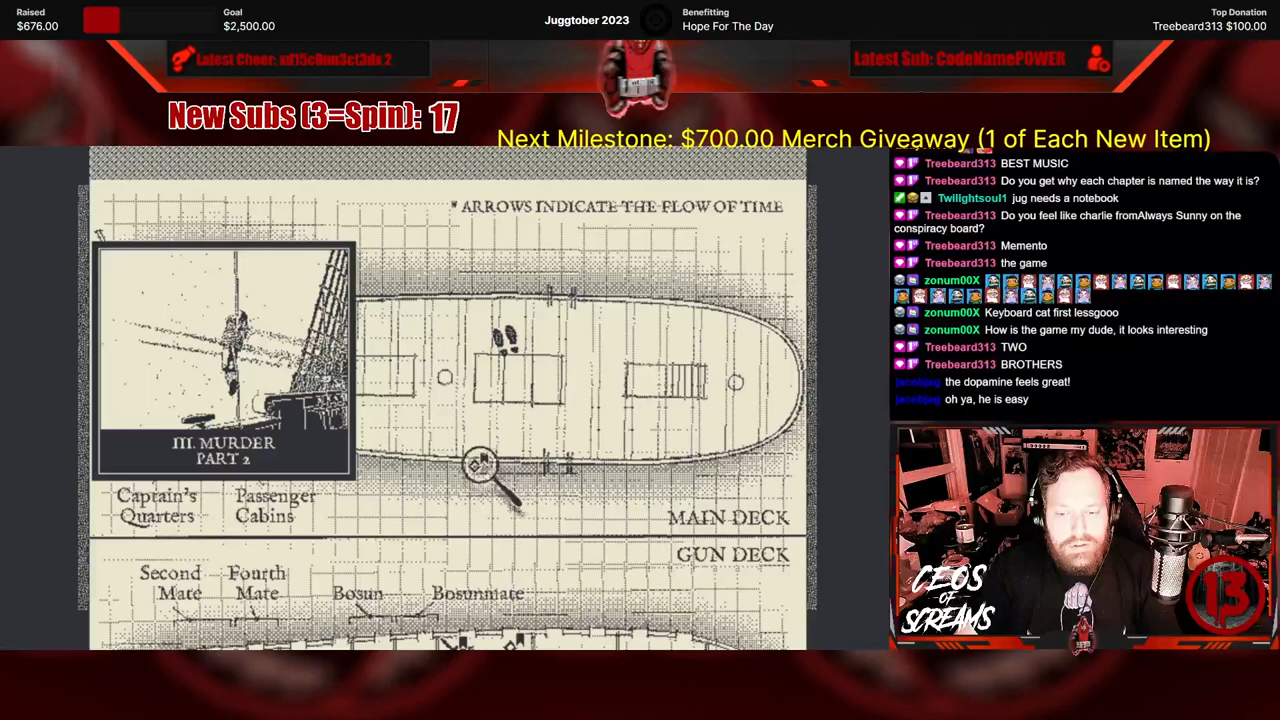 Raised
$676.00
Goal
$2,500.00
Juggtober 2023
Benefitting
Hope For The Day
Top Donation
Treebeard313 $100.00
Latest Cheer: xd15c0nn3ct3dx 2
Latest Sub: CodeNamePOWER
New Subs (3=Spin): 17
Next Milestone: $700.00 Merch Giveaway (1 of Each New Item)
* ARROWS INDICATE THE FLOW OF TIME
III. MURDER
PART 2
Captain's
Quarters
Passenger
Cabins
MAIN DECK
GUN DECK
Second
Mate
Fourth
Mate
Bosun
Bosunmate
Treebeard313 BEST MUSIC
Treebeard313 Do you get why each chapter is named the way it is?
Twilightsoul1 jug needs a notebook
Treebeard313 Do you feel like charlie fromAlways Sunny on the
conspiracy board?
Treebeard313 Memento
Treebeard313 the game
zonum00X
zonum00X Keyboard cat first lessgooo
zonum00X How is the game my dude, it looks interesting
Treebeard313 TWO
Treebeard313 BROTHERS
jacobjag the dopamine feels great!
jacobjag oh ya, he is easy
CEOS
OF
SCREAMS
13